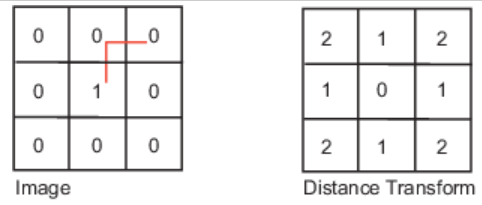 0 0 0 2 1 2
0 1 0 1 0 1
0 0 0 2 1 2
Image Distance Transform